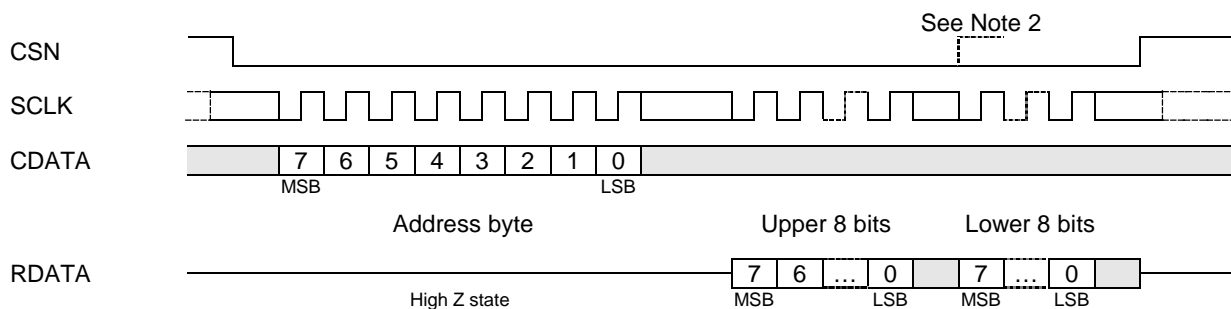 See Note 2
CSN
SCLK
CDATA 7 6 5 4 3 2 1 0
MSB LSB
Address byte Upper 8 bits Lower 8 bits
RDATA 7 6 … 0 7 … 0
High Z state MSB LSB MSB LSB